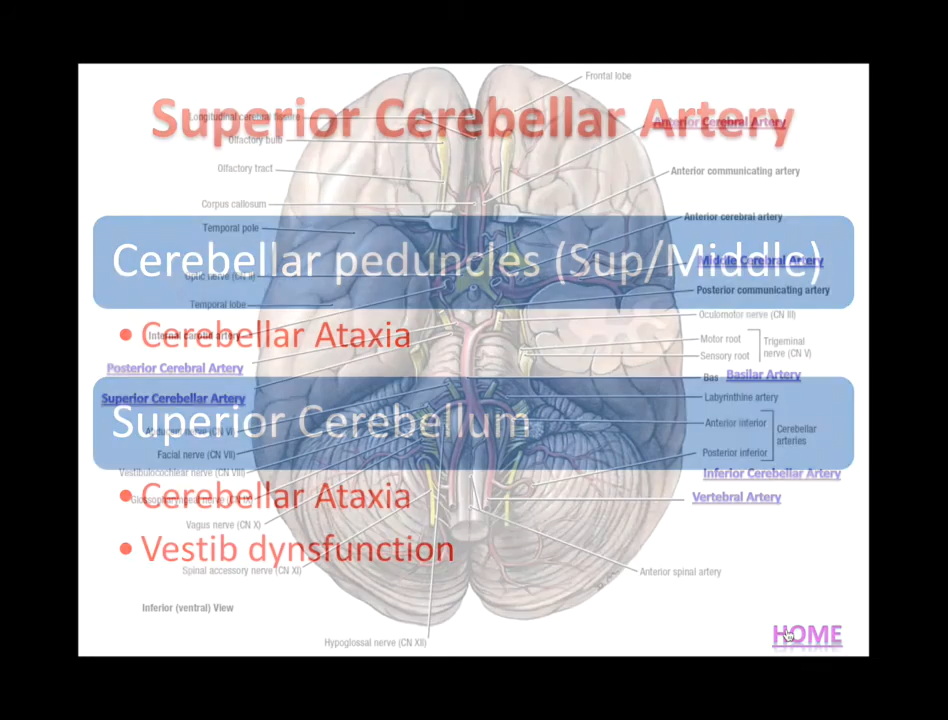 Frontal lobe
Superior Cerebellar Artery
Longitudinal cerebral fissure
Anterior Cerebral Artery
Olfactory bulb
Olfactory tract
Anterior communicating artery
Corpus callosum
Anterior cerebral artery
Temporal pole
Cerebellar peduncles (Sup/Middle)
Optic nerve (CN II)
Middle Cerebral Artery
Posterior communicating artery
Temporal lobe
Oculomotor nerve (CN III)
• Cerebellar Ataxia
Internal carotid artery
Motor root
Sensory root
Trigeminal
nerve (CN V)
Posterior Cerebral Artery
Bas
Basilar Artery
Superior Cerebellar Artery
Labyrinthine artery
Superior Cerebellum
Anterior inferior
Abducent nerve (CN VI)
Cerebellar
arteries
Facial nerve (CN VII)
Posterior inferior
Vestibulocochlear nerve (CN VIII)
Inferior Cerebellar Artery
• Cerebellar Ataxia
Vertebral Artery
Vagus nerve (CN X)
• Vestib dynsfunction
Spinal accessory nerve (CN XI)
Anterior spinal artery
Inferior (ventral) View
HOME
Hypoglossal nerve (CN XII)